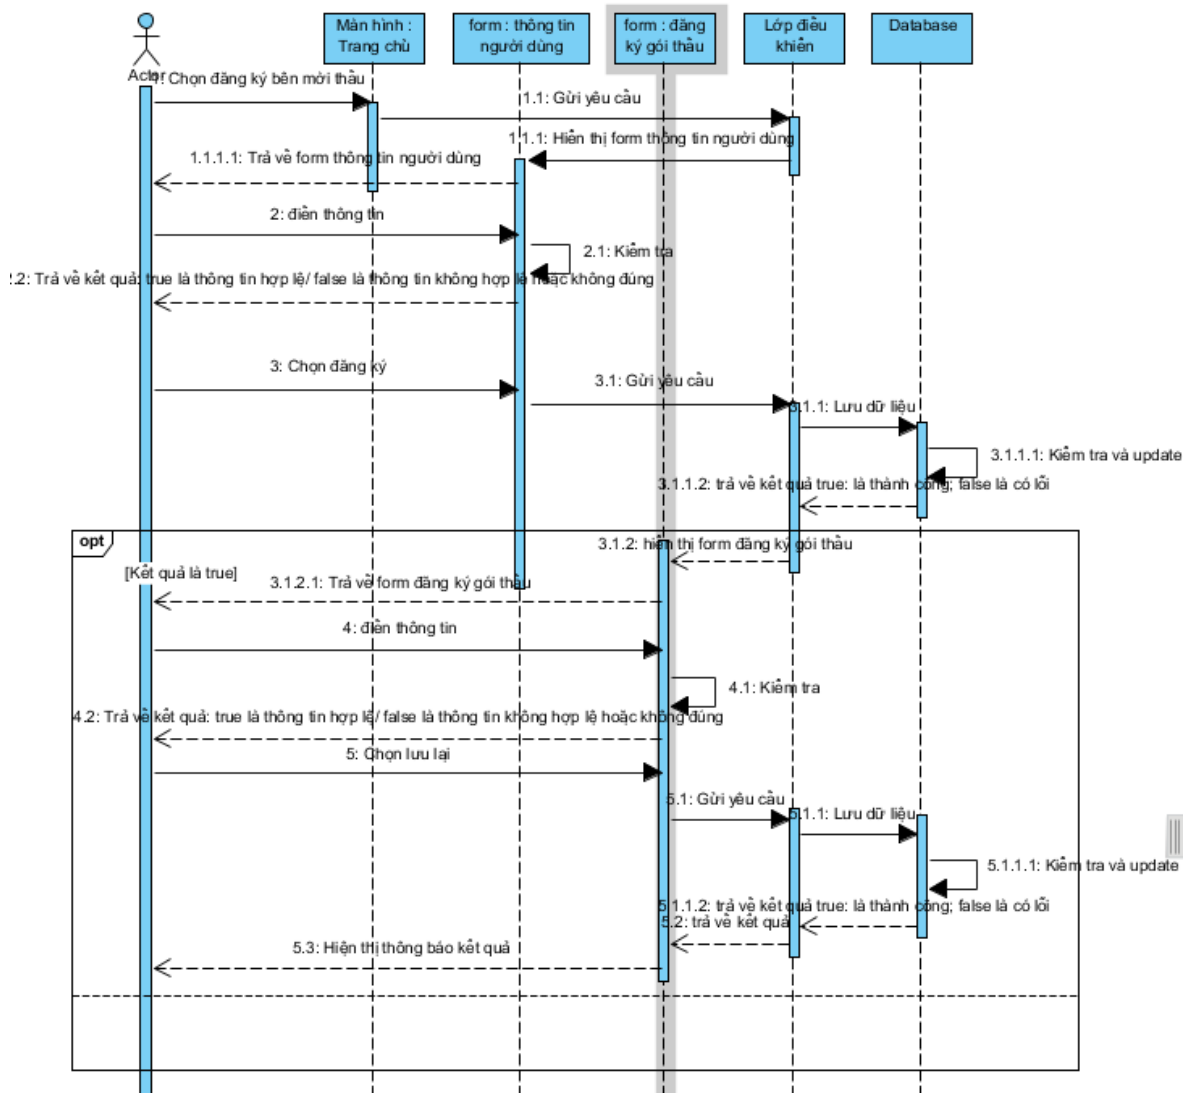 Màn hình :
Trang chủ
form : thông tin
người dùng
form : đăng
ký gói thầu
Lớp điều
khiển
Database
Actor
1: Chọn đăng ký bên mời thầu
1.1: Gửi yêu cầu
1.1.1: Hiển thị form thông tin người dùng
1.1.1.1: Trả về form thông tin người dùng
2: điền thông tin
2.1: Kiểm tra
2.2: Trả về kết quả: true là thông tin hợp lệ/ false là thông tin không hợp lệ hoặc không đúng
3: Chọn đăng ký
3.1: Gửi yêu cầu
3.1.1: Lưu dữ liệu
3.1.1.1: Kiểm tra và update
3.1.1.2: trả về kết quả true: là thành công; false là có lỗi
opt
3.1.2: hiển thị form đăng ký gói thầu
[Kết quả là true]
3.1.2.1: Trả về form đăng ký gói thầu
4: điền thông tin
4.1: Kiểm tra
4.2: Trả về kết quả: true là thông tin hợp lệ/ false là thông tin không hợp lệ hoặc không đúng
5: Chọn lưu lại
5.1: Gửi yêu cầu
5.1.1: Lưu dữ liệu
5.1.1.1: Kiểm tra và update
5.1.1.2: trả về kết quả true: là thành công; false là có lỗi
5.2: trả về kết quả
5.3: Hiện thị thông báo kết quả